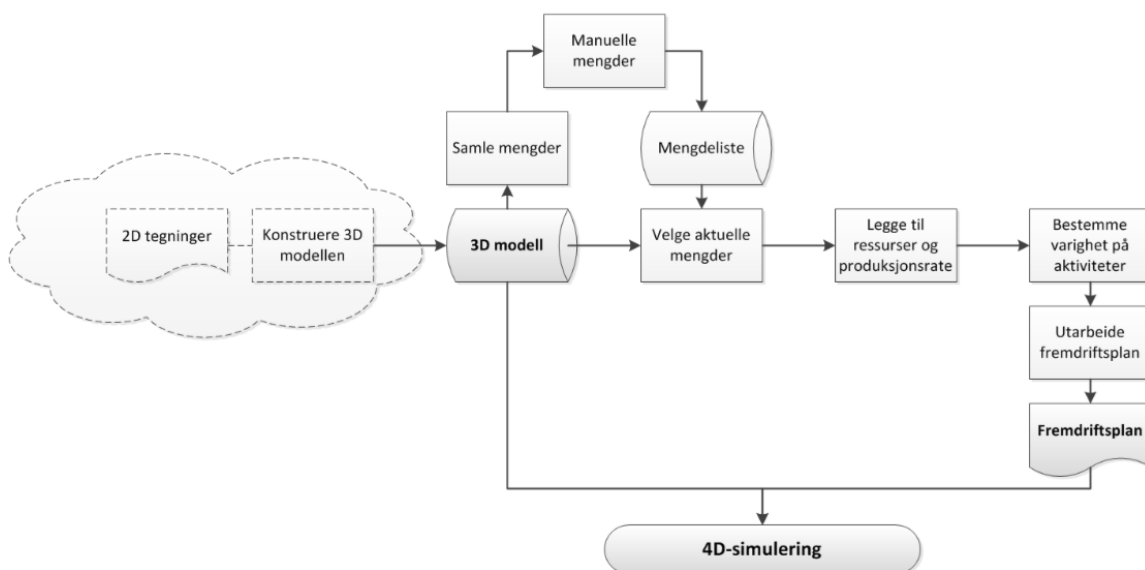 Manuelle
mengder
Samle mengder
Mengdeliste
2D tegninger
Konstruere 3D
modellen
3D modell
Velge aktuelle
mengder
Legge til
ressurser og
produksjonsrate
Bestemme
varighet på
aktiviteter
Utarbeide
fremdriftsplan
Fremdriftsplan
4D-simulering